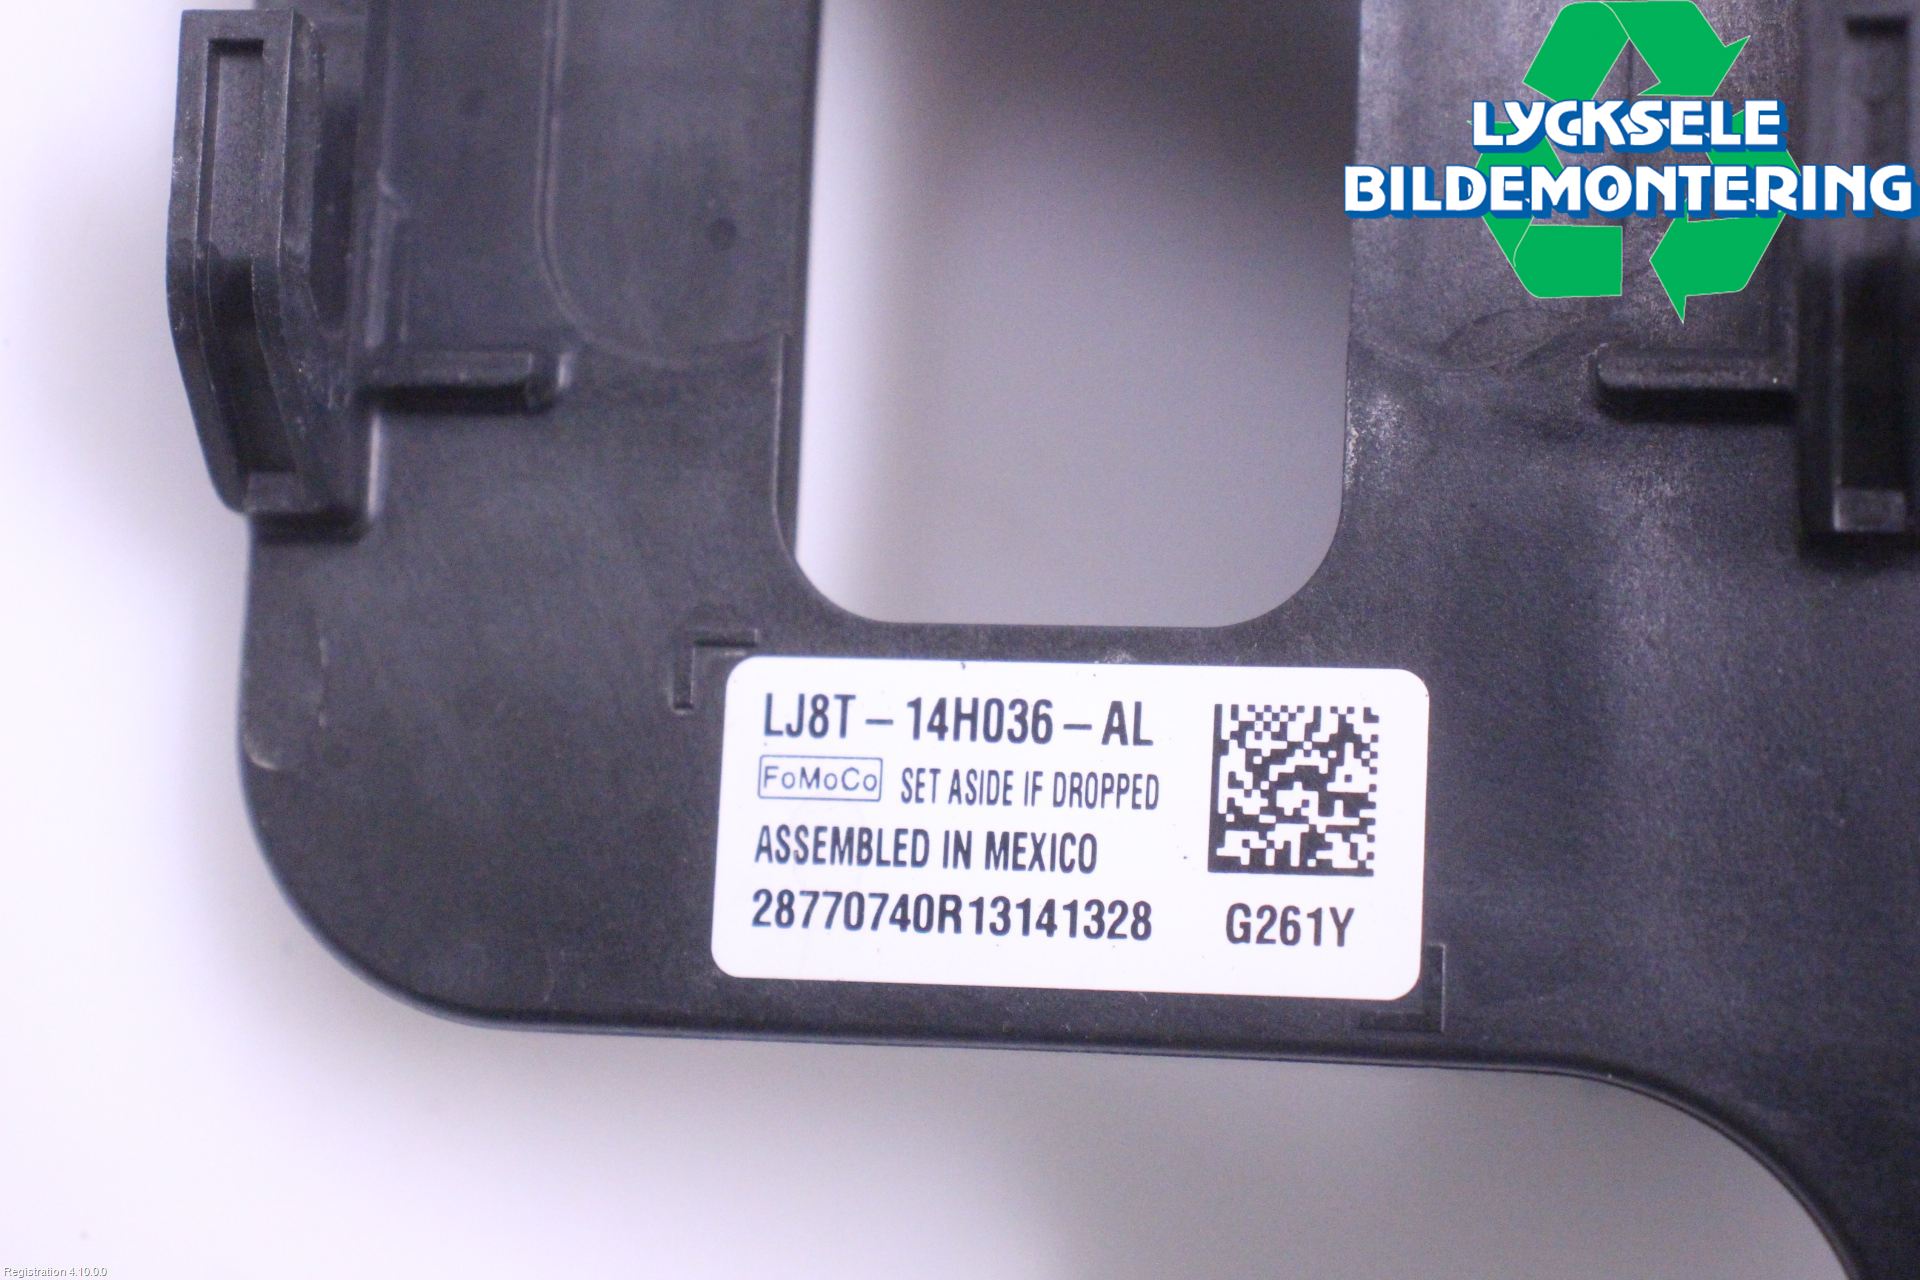 LYCKSELE
BILDEMONTERING
LJ8T - 14H036 - AL
FoMoCo SET ASIDE IF DROPPED
ASSEMBLED IN MEXICO
28770740R13141328 G261Y
Registration 4.10.0.0